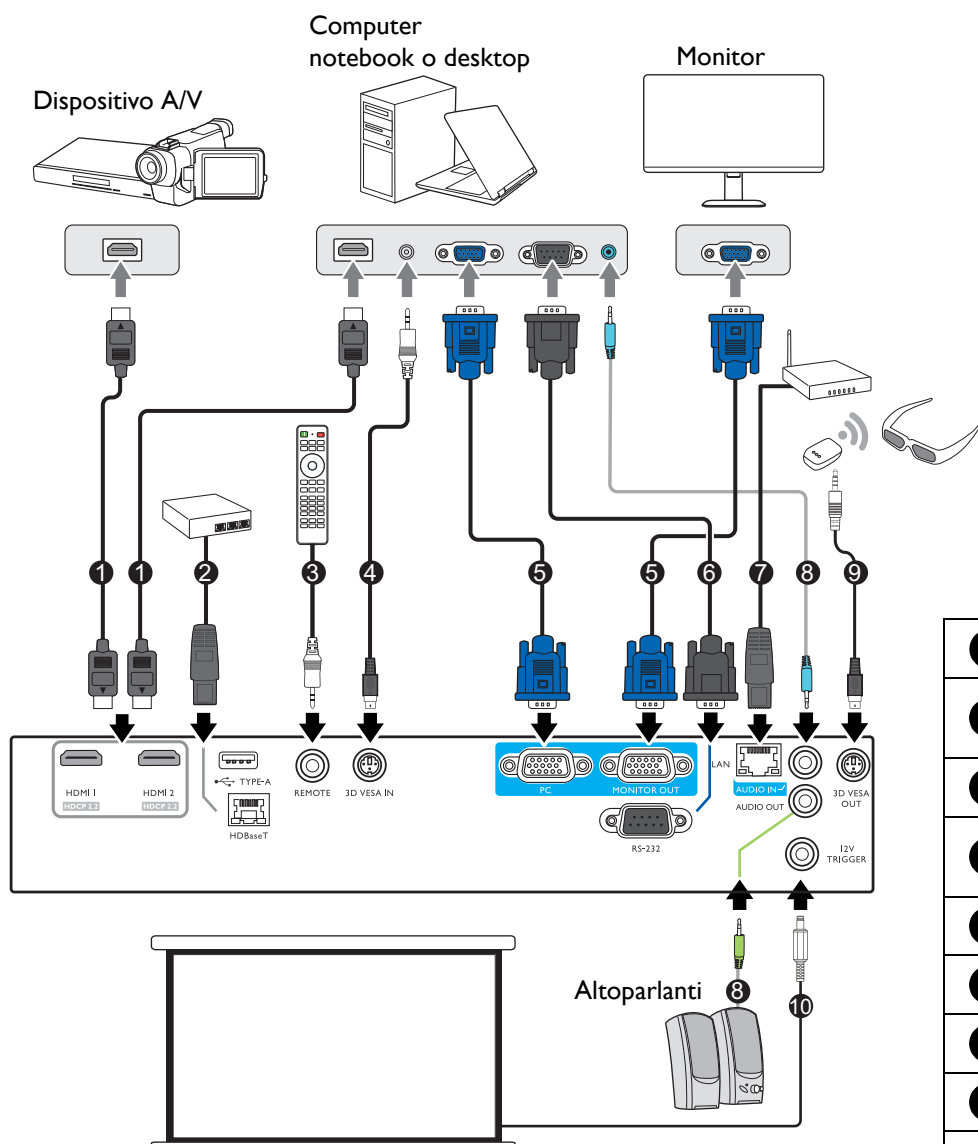 Computer
notebook o desktop
Monitor
Dispositivo A/V
1
1
2
3
4
5
5
6
7
8
9
HDMI 1
HDCP 2.2
HDMI 2
HDCP 2.2
TYPE-A
HDBaseT
REMOTE
3D VESA IN
PC
MONITOR OUT
RS-232
LAN
AUDIO IN
AUDIO OUT
3D VESA
OUT
12V
TRIGGER
Altoparlanti
8
10